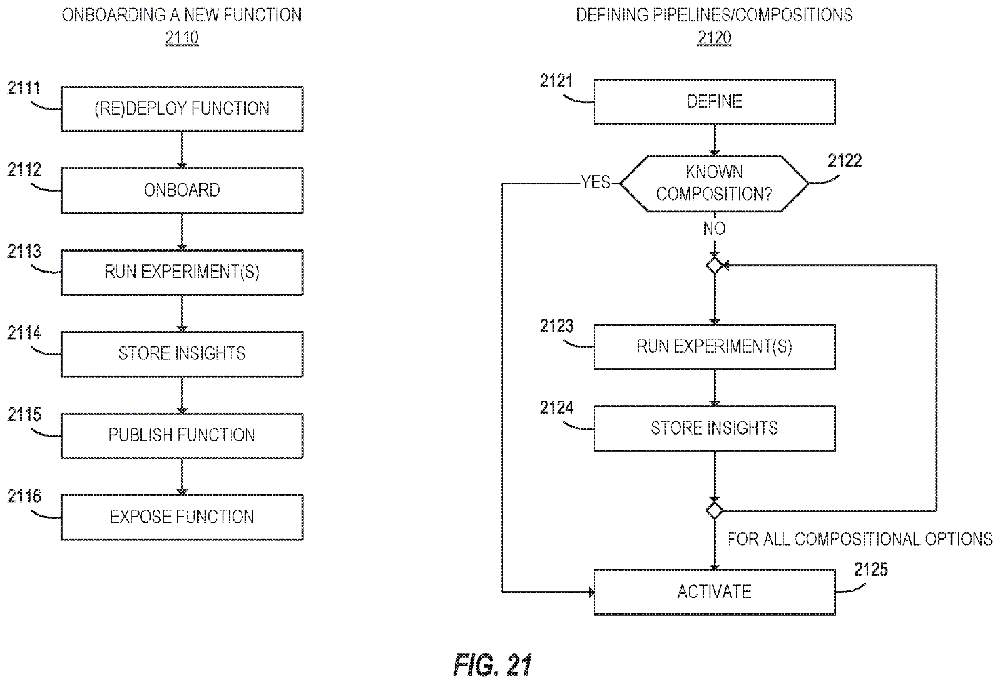 ONBOARDING A NEW FUNCTION
2110
2111
(RE)DEPLOY FUNCTION
2112
ONBOARD
2113
RUN EXPERIMENT(S)
2114
STORE INSIGHTS
2115
PUBLISH FUNCTION
2116
EXPOSE FUNCTION
DEFINING PIPELINES/COMPOSITIONS
2120
2121
DEFINE
2122
KNOWN
COMPOSITION?
YES
NO
2123
RUN EXPERIMENT(S)
2124
STORE INSIGHTS
FOR ALL COMPOSITIONAL OPTIONS
2125
ACTIVATE
FIG. 21